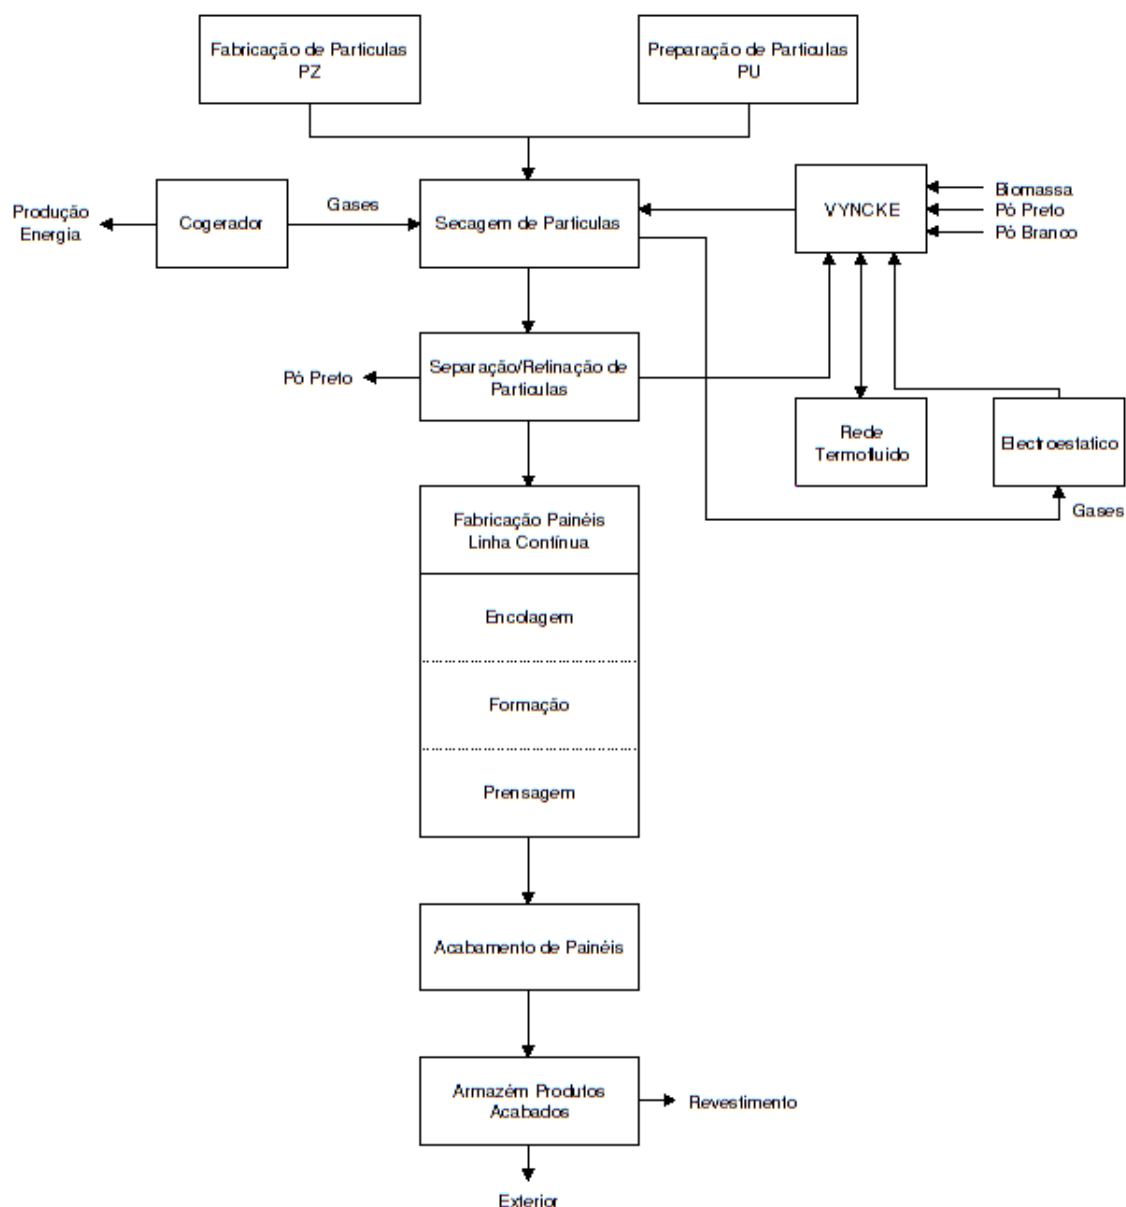 Fabricação de Particulas
PZ
Preparação de Particulas
PU
Produção
Energia
Cogerador
Gases
Secagem de Particulas
VYNCKE
Biomassa
Pó Preto
Pó Branco
Pó Preto
Separação/Refinação de
Particulas
Rede
Termofluido
Electroestatico
Gases
Fabricação Painéis
Linha Contínua
Encolagem
Formação
Prensagem
Acabamento de Painéis
Armazém Produtos
Acabados
Revestimento
Exterior